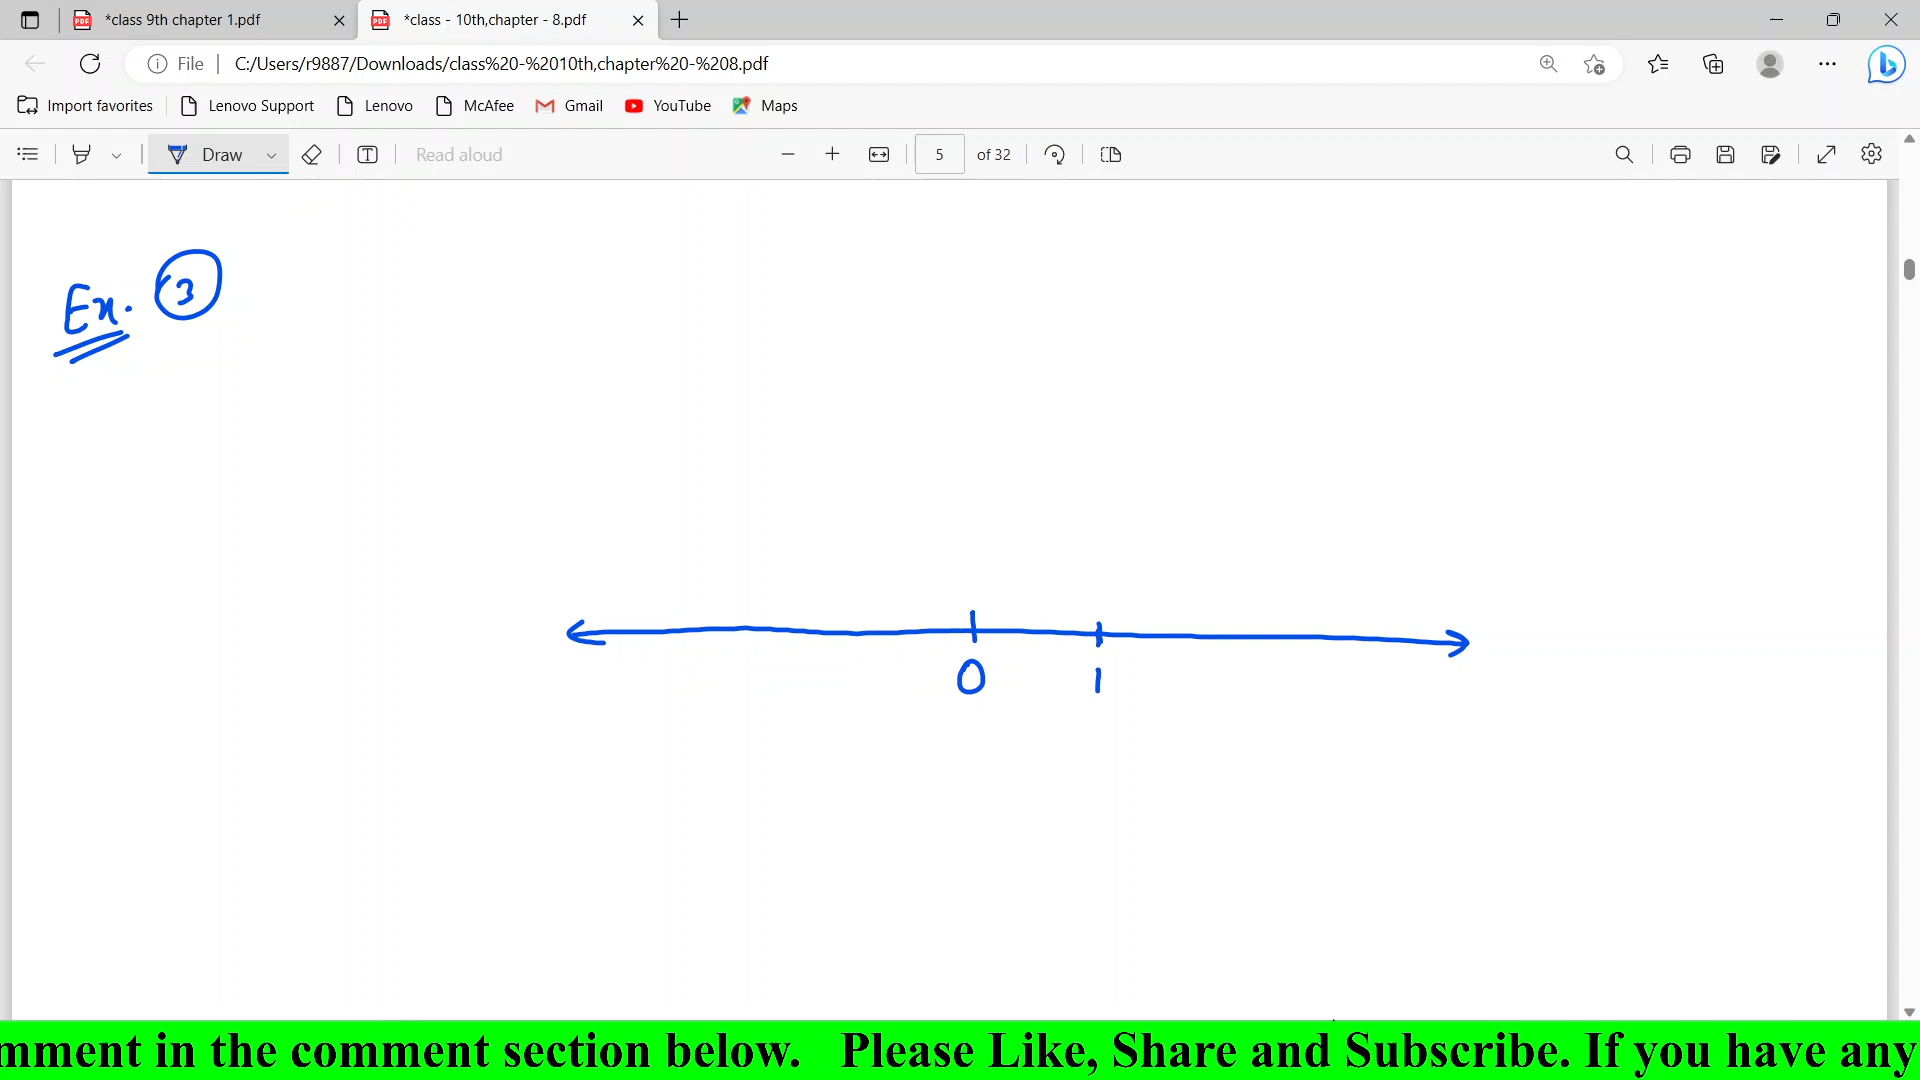 *class 9th chapter 1.pdf
*class - 10th,chapter - 8.pdf
File C:/Users/r9887/Downloads/class%20-%2010th,chapter%20-%208.pdf
Import favorites Lenovo Support Lenovo McAfee Gmail YouTube Maps
Draw Read aloud 5 of 32
Ex. 3
0 1
mment in the comment section below. Please Like, Share and Subscribe. If you have any